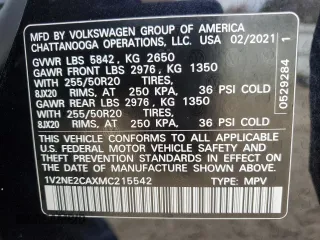 MFD BY VOLKSWAGEN GROUP OF AMERICA
CHATTANOOGA OPERATIONS, LLC. USA 02/2021
GVWR LBS 5842, KG 2650
GAWR FRONT LBS 2976, KG 1350
WITH 255/50R20 TIRES,
8JX20 RIMS, AT 250 KPA, 36 PSI COLD
GAWR REAR LBS 2976, KG 1350
WITH 255/50R20 TIRES,
8JX20 RIMS, AT 250 KPA, 36 PSI COLD
THIS VEHICLE CONFORMS TO ALL APPLICABLE
U.S. FEDERAL MOTOR VEHICLE SAFETY
STANDARDS IN EFFECT ON THE
DATE OF MANUFACTURE SHOWN ABOVE.
1V2NE2CAXMC215542 TYPE: MPV
0529284 1